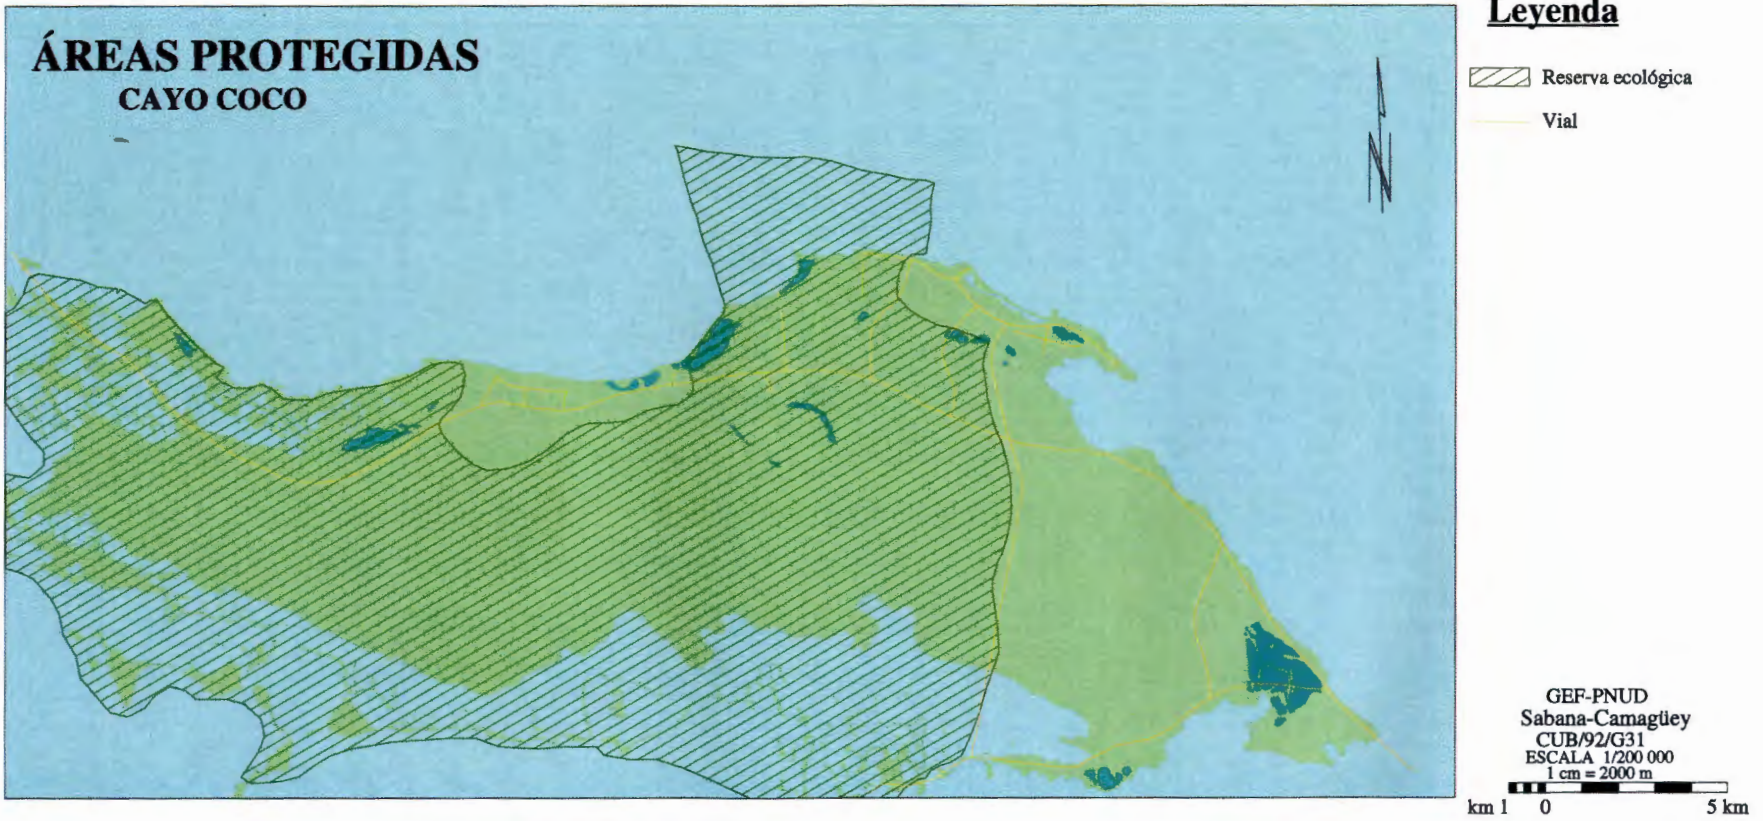 ÁREAS PROTEGIDAS
CAYO COCO
N
Leyenda
Reserva ecológica
Vial
GEF-PNUD
Sabana-Camagüey
CUB/92/G31
ESCALA 1/200 000
1 cm = 2000 m
km 1 0 5 km